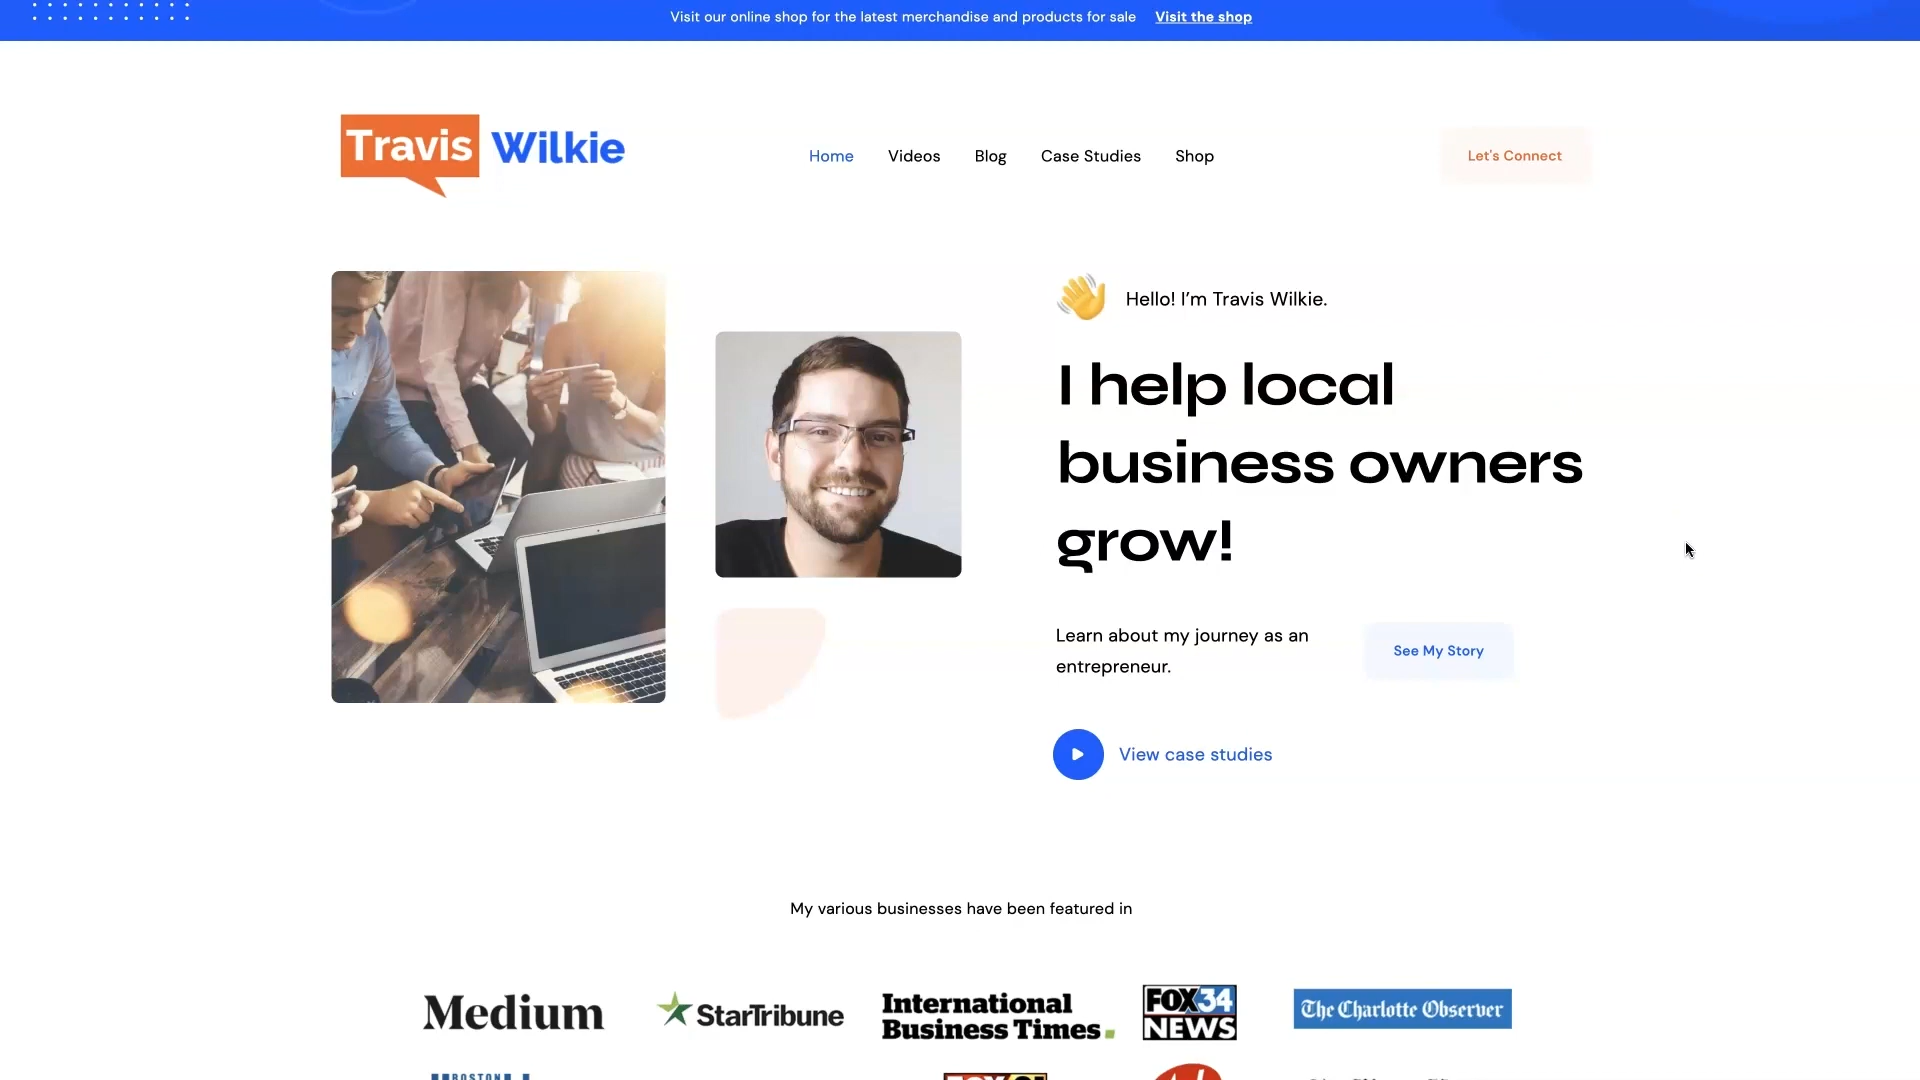 Visit our online shop for the latest merchandise and products for sale Visit the shop
Travis Wilkie
Home Videos Blog Case Studies Shop
Let's Connect
Hello! I’m Travis Wilkie.
I help local
business owners
grow!
Learn about my journey as an
entrepreneur.
See My Story
View case studies
My various businesses have been featured in
Medium
StarTribune
International
Business Times
FOX 34
NEWS
The Charlotte Observer
BOSTON